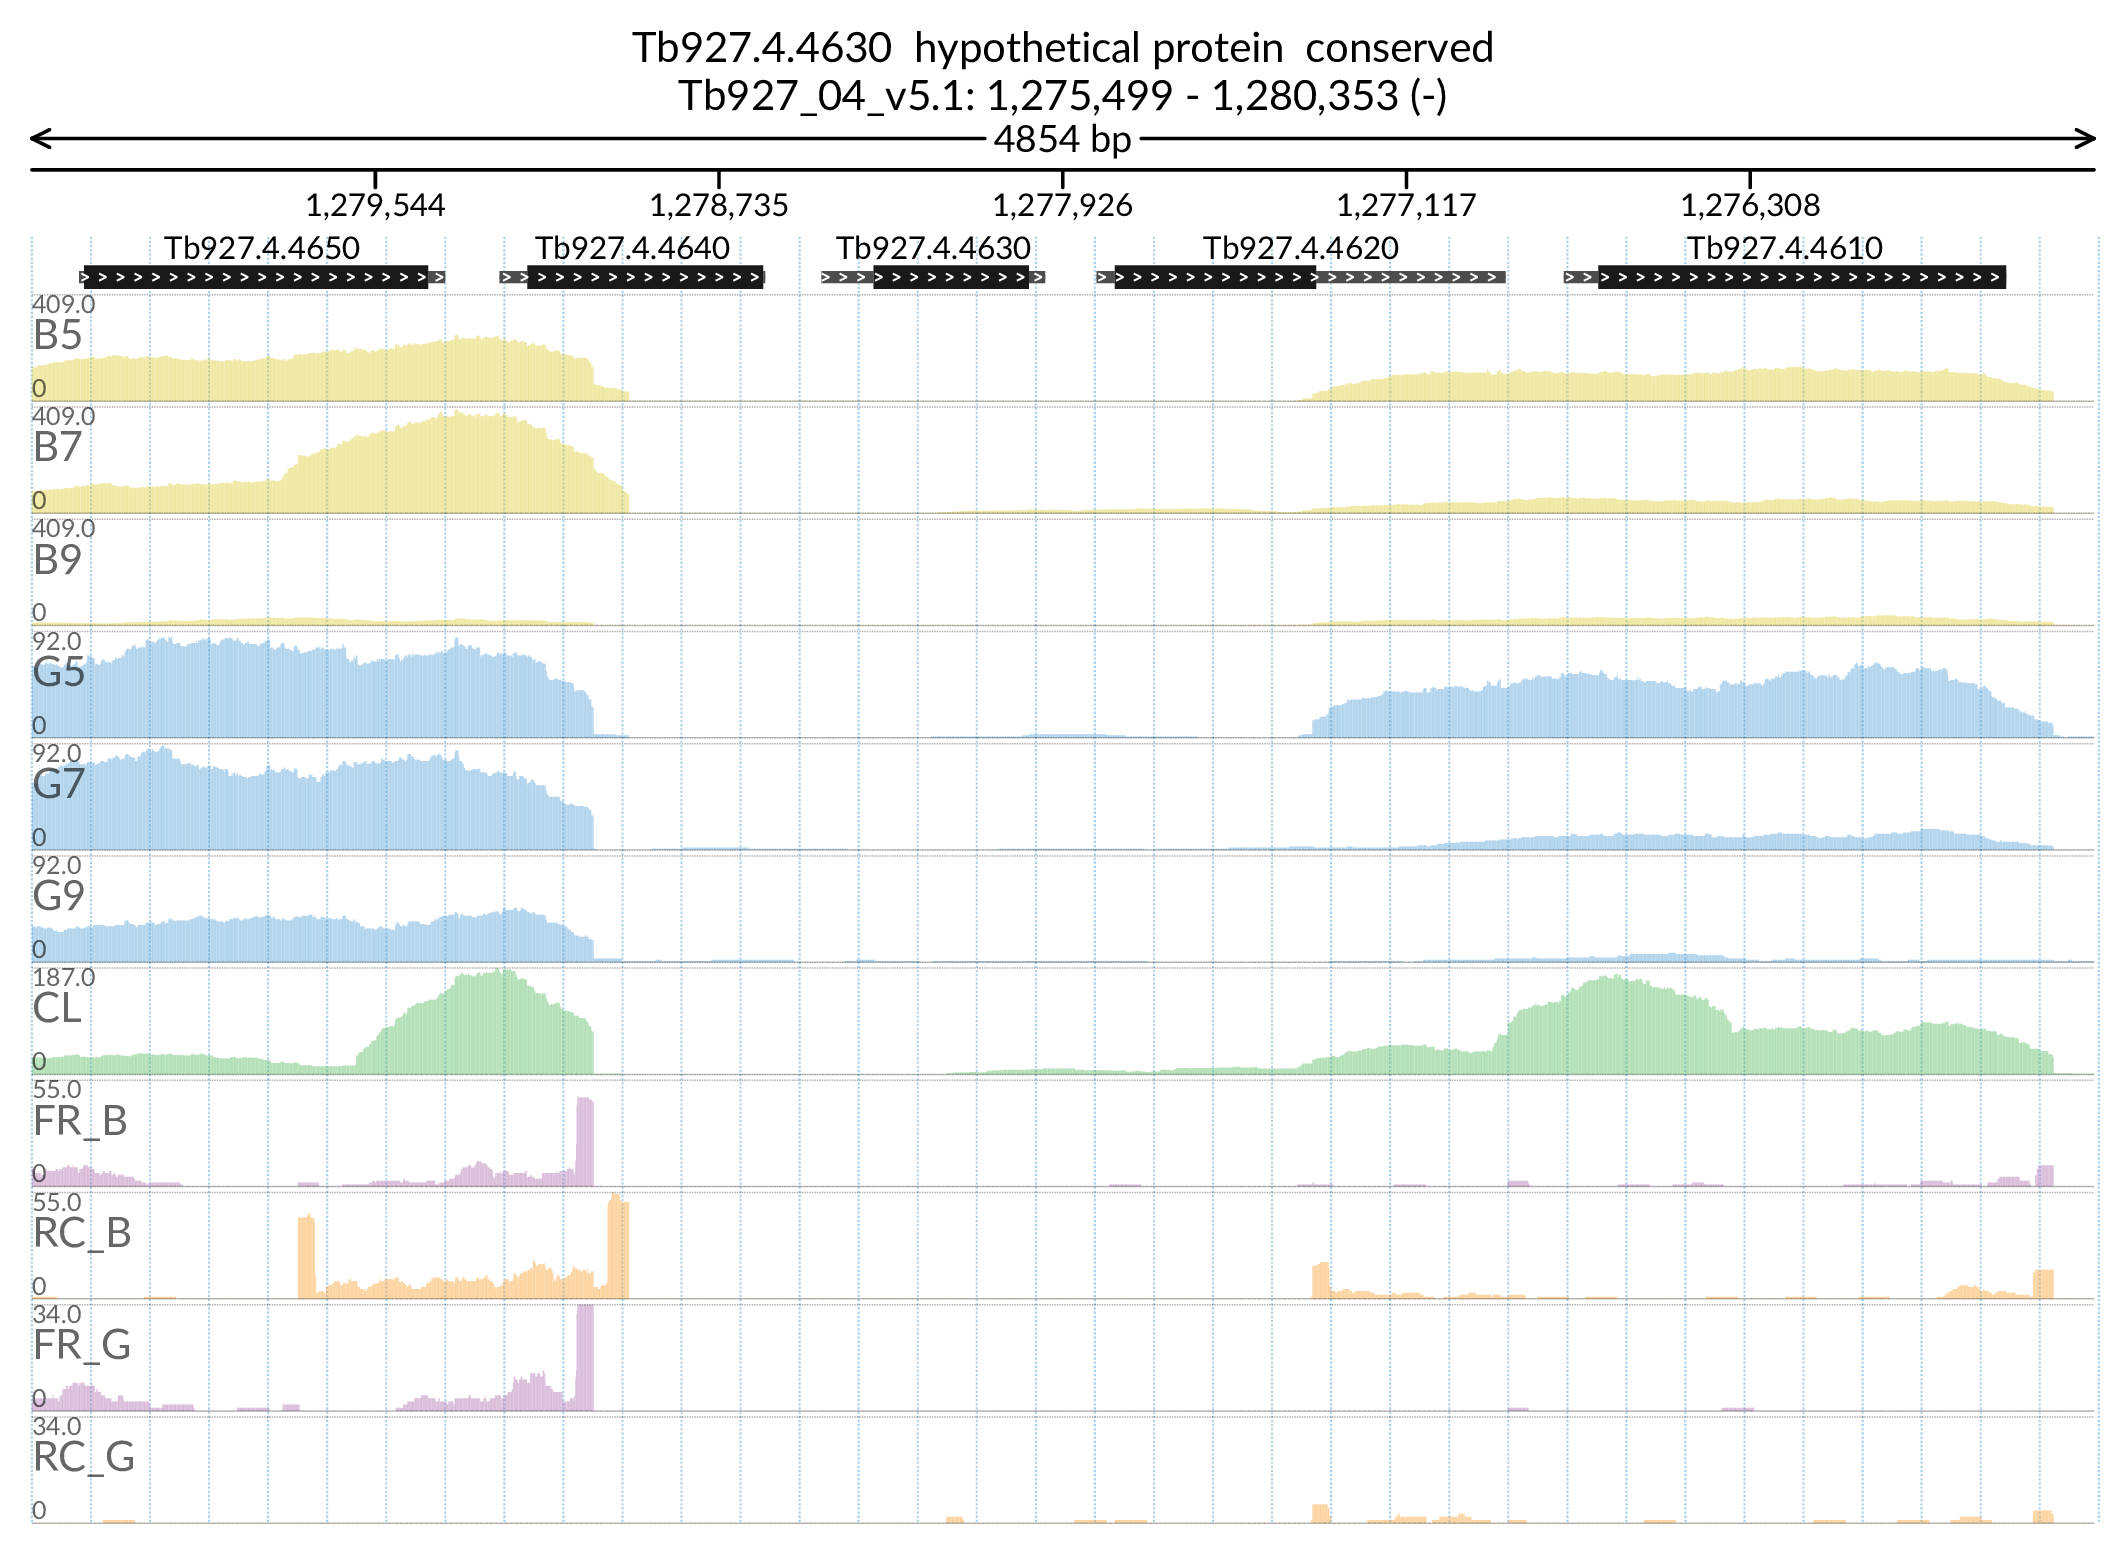 Tb927.4.4630 hypothetical protein conserved
Tb927_04_v5.1: 1,275,499 - 1,280,353 (-)
4854 bp
1,279,544 1,278,735 1,277,926 1,277,117 1,276,308
Tb927.4.4650 Tb927.4.4640 Tb927.4.4630 Tb927.4.4620 Tb927.4.4610
409.0
B5
0
409.0
B7
0
409.0
B9
0
92.0
G5
0
92.0
G7
0
92.0
G9
0
187.0
CL
0
55.0
FR_B
0
55.0
RC_B
0
34.0
FR_G
0
34.0
RC_G
0